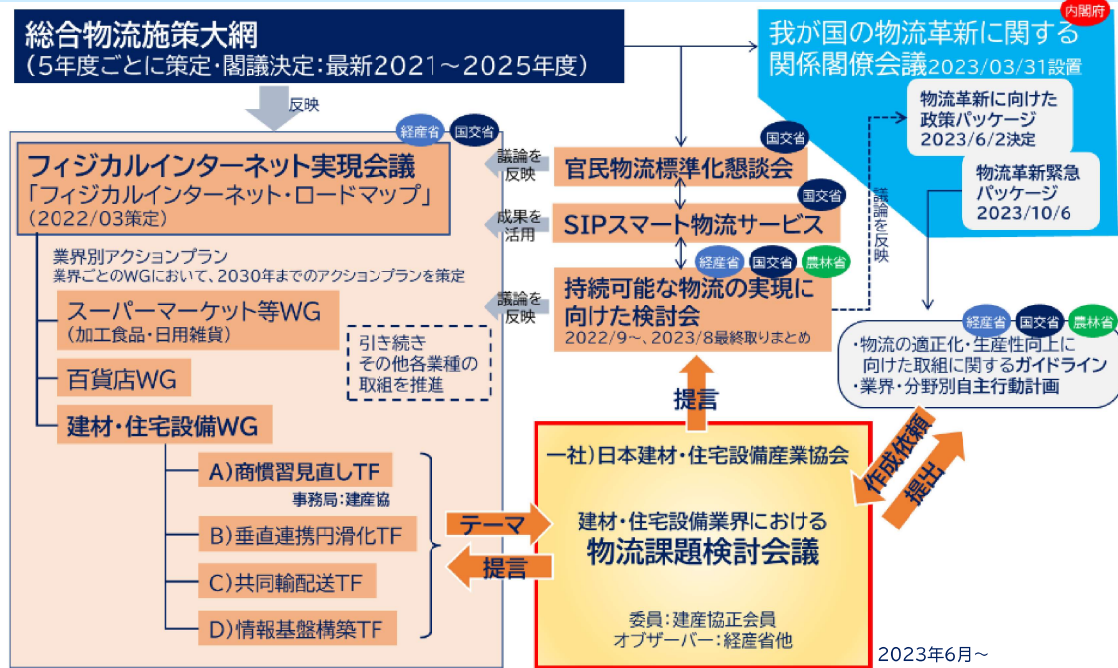 総合物流施策大綱
(5年度ごとに策定・閣議決定:最新2021～2025年度)
内閣府
我が国の物流革新に関する
関係閣僚会議2023/03/31設置
物流革新に向けた
政策パッケージ
2023/6/2決定
物流革新緊急
パッケージ
2023/10/6
反映
経産省
国交省
フィジカルインターネット実現会議
「フィジカルインターネット・ロードマップ」
(2022/03策定)
議論を
反映
国交省
官民物流標準化懇談会
成果を
活用
国交省
SIPスマート物流サービス
議論を
反映
経産省
国交省
農林省
持続可能な物流の実現に
向けた検討会
2022/9～、2023/8最終取りまとめ
議論を反映
業界別アクションプラン
業界ごとのWGにおいて、2030年までのアクションプランを策定
スーパーマーケット等WG
(加工食品・日用雑貨)
百貨店WG
建材・住宅設備WG
引き続き
その他各業種の
取組を推進
A)商慣習見直しTF
事務局:建産協
B)垂直連携円滑化TF
C)共同輸配送TF
D)情報基盤構築TF
テーマ
提言
提言
経産省
国交省
農林省
・物流の適正化・生産性向上に
向けた取組に関するガイドライン
・業界・分野別自主行動計画
作成依頼
提出
一社)日本建材・住宅設備産業協会
建材・住宅設備業界における
物流課題検討会議
委員:建産協正会員
オブザーバー:経産省他
2023年6月～